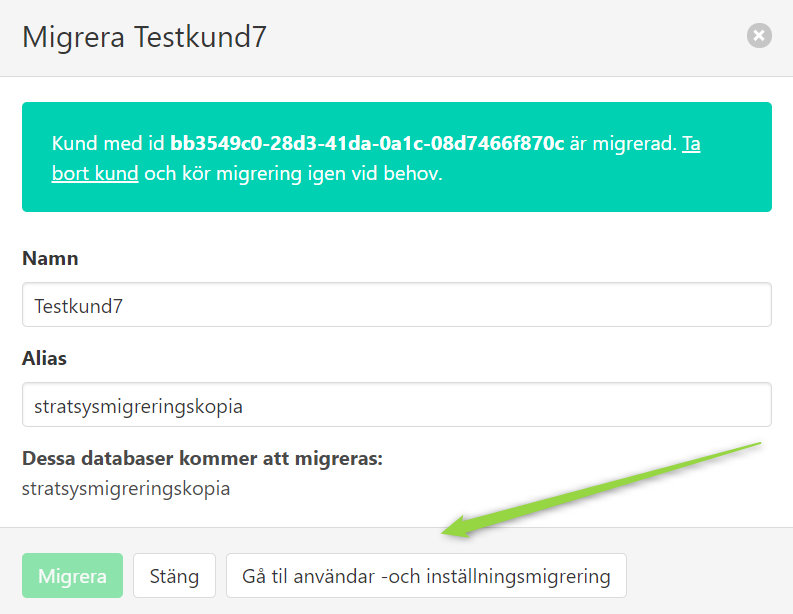 Migrera Testkund7
Kund med id bb3549c0-28d3-41da-0a1c-08d7466f870c är migrerad. Ta
bort kund och kör migrering igen vid behov.
Namn
Testkund7
Alias
stratsysmigreringskopia
Dessa databaser kommer att migreras:
stratsysmigreringskopia
Migrera
Stäng
Gå til användar -och inställningsmigrering